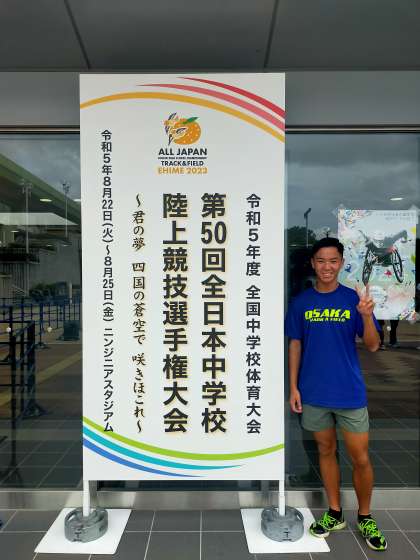 ALL JAPAN
TRACK&FIELD
EHIME 2023
令和5年度 全国中学校体育大会
第50回全日本中学校
陸上競技選手権大会
～君の夢 四国の蒼空で 咲きほこれ～
令和5年8月22日(火)～8月25日(金) ニンジニアスタジアム
OSAKA
TRACK & FIELD